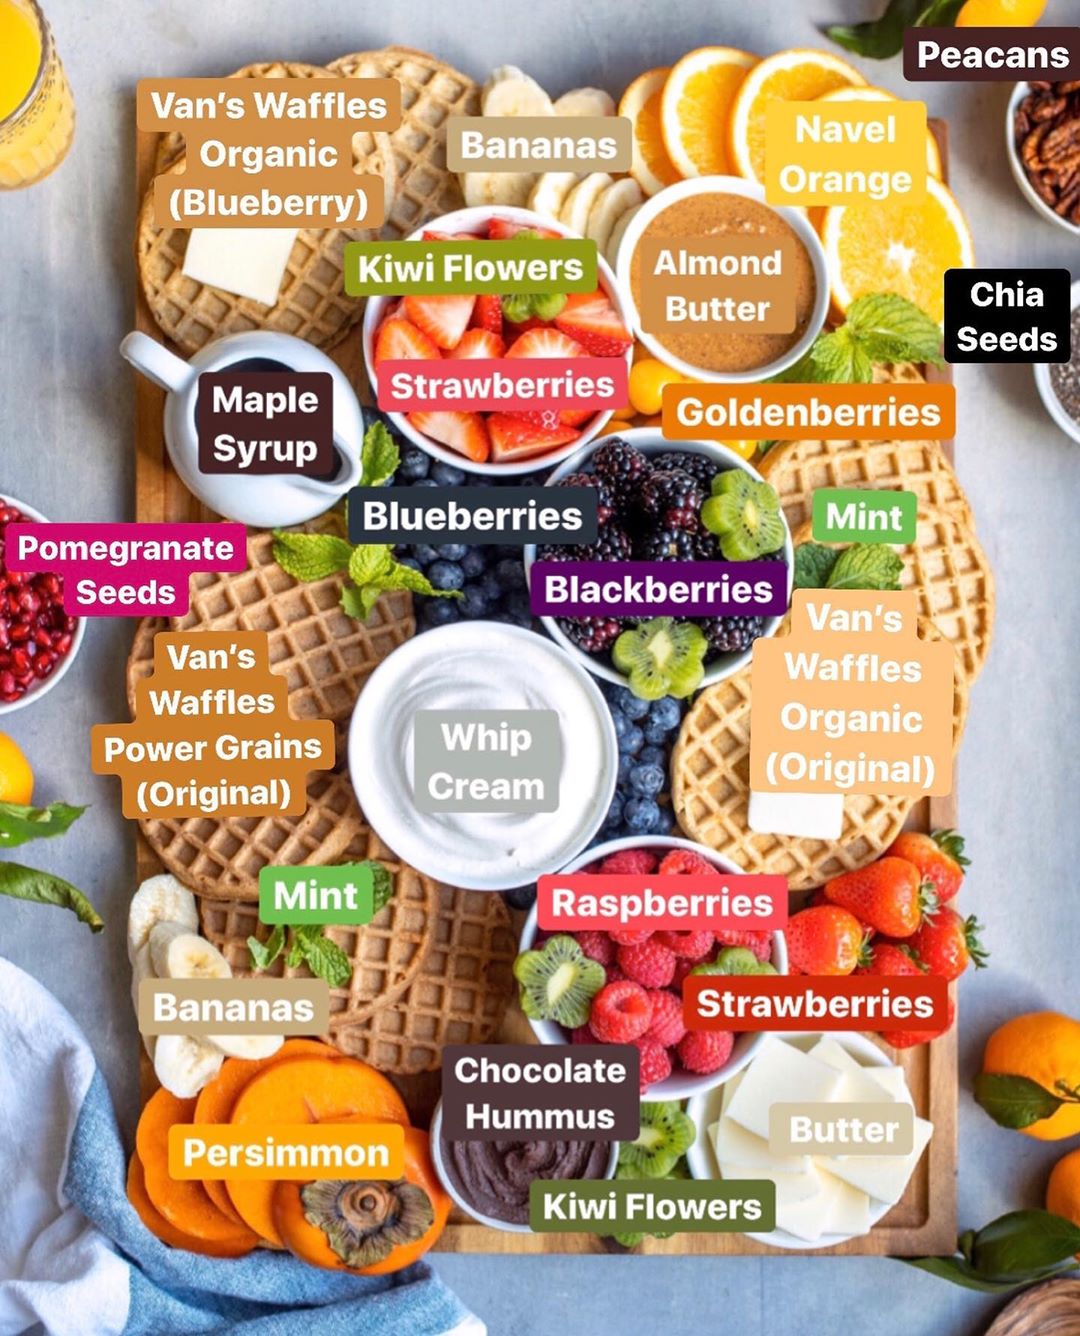 Peacans
Van's Waffles
Organic
(Blueberry)
Bananas
Navel
Orange
Kiwi Flowers
Almond
Butter
Chia
Seeds
Strawberries
Maple
Syrup
Goldenberries
Blueberries
Mint
Pomegranate
Seeds
Blackberries
Van's
Waffles
Organic
(Original)
Van's
Waffles
Power Grains
(Original)
Whip
Cream
Mint
Raspberries
Bananas
Strawberries
Chocolate
Hummus
Butter
Persimmon
Kiwi Flowers